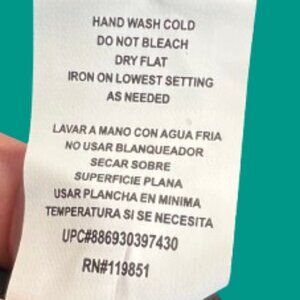 HAND WASH COLD
DO NOT BLEACH
DRY FLAT
IRON ON LOWEST SETTING
AS NEEDED
LAVAR A MANO CON AGUA FRIA
NO USAR BLANQUEADOR
SECAR SOBRE
SUPERFICIE PLANA
USAR PLANCHA EN MINIMA
TEMPERATURA SI SE NECESITA
UPC#886930397430
RN#119851